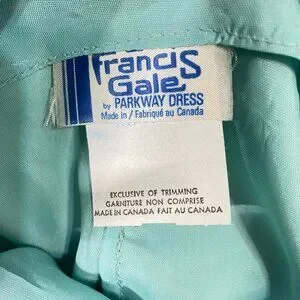 Francis
Gale
by PARKWAY DRESS
Made in / Fabriqué au Canada
EXCLUSIVE OF TRIMMING
GARNITURE NON COMPRISE
MADE IN CANADA FAIT AU CANADA